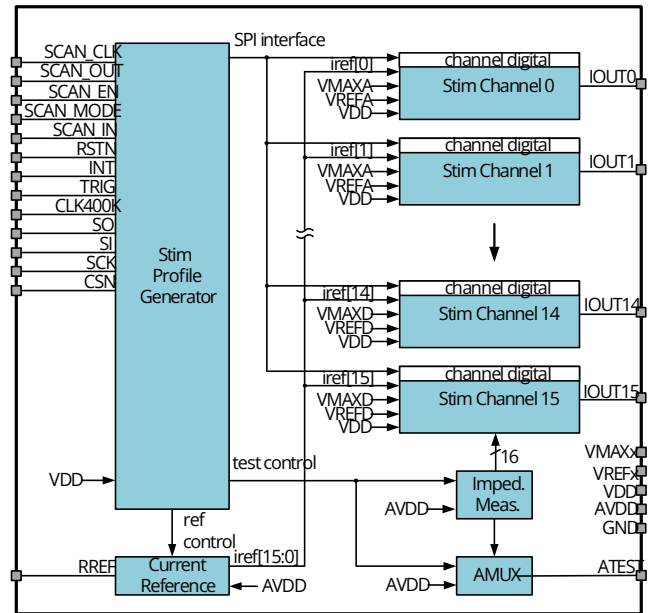 SCAN_CLK
SCAN_OUT
SCAN_EN
SCAN_MODE
SCAN_IN
RSTN
INT
TRIG
CLK400K
SO
SI
SCK
CSN
VDD
Stim
Profile
Generator
SPI interface
iref[0]
VMAXA
VREFA
VDD
channel digital
Stim Channel 0
IOUT0
iref[1]
VMAXA
VREFA
VDD
channel digital
Stim Channel 1
IOUT1
iref[14]
VMAXD
VREFD
VDD
channel digital
Stim Channel 14
IOUT14
iref[15]
VMAXD
VREFD
VDD
channel digital
Stim Channel 15
IOUT15
16
test control
AVDD
Imped.
Meas.
VMAXx
VREFx
VDD
AVDD
GND
ref
control
iref[15:0]
RREF
Current
Reference
AVDD
AVDD
AMUX
ATEST